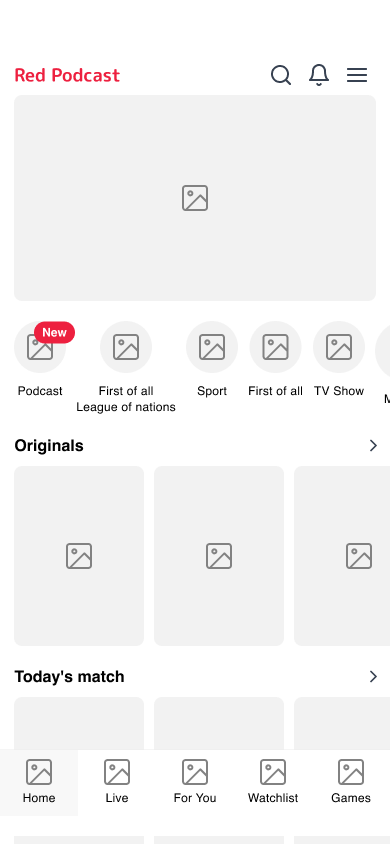 Red Podcast
New
Podcast
First of all
League of nations
Sport
First of all
TV Show
Originals
Today's match
Home
Live
For You
Watchlist
Games